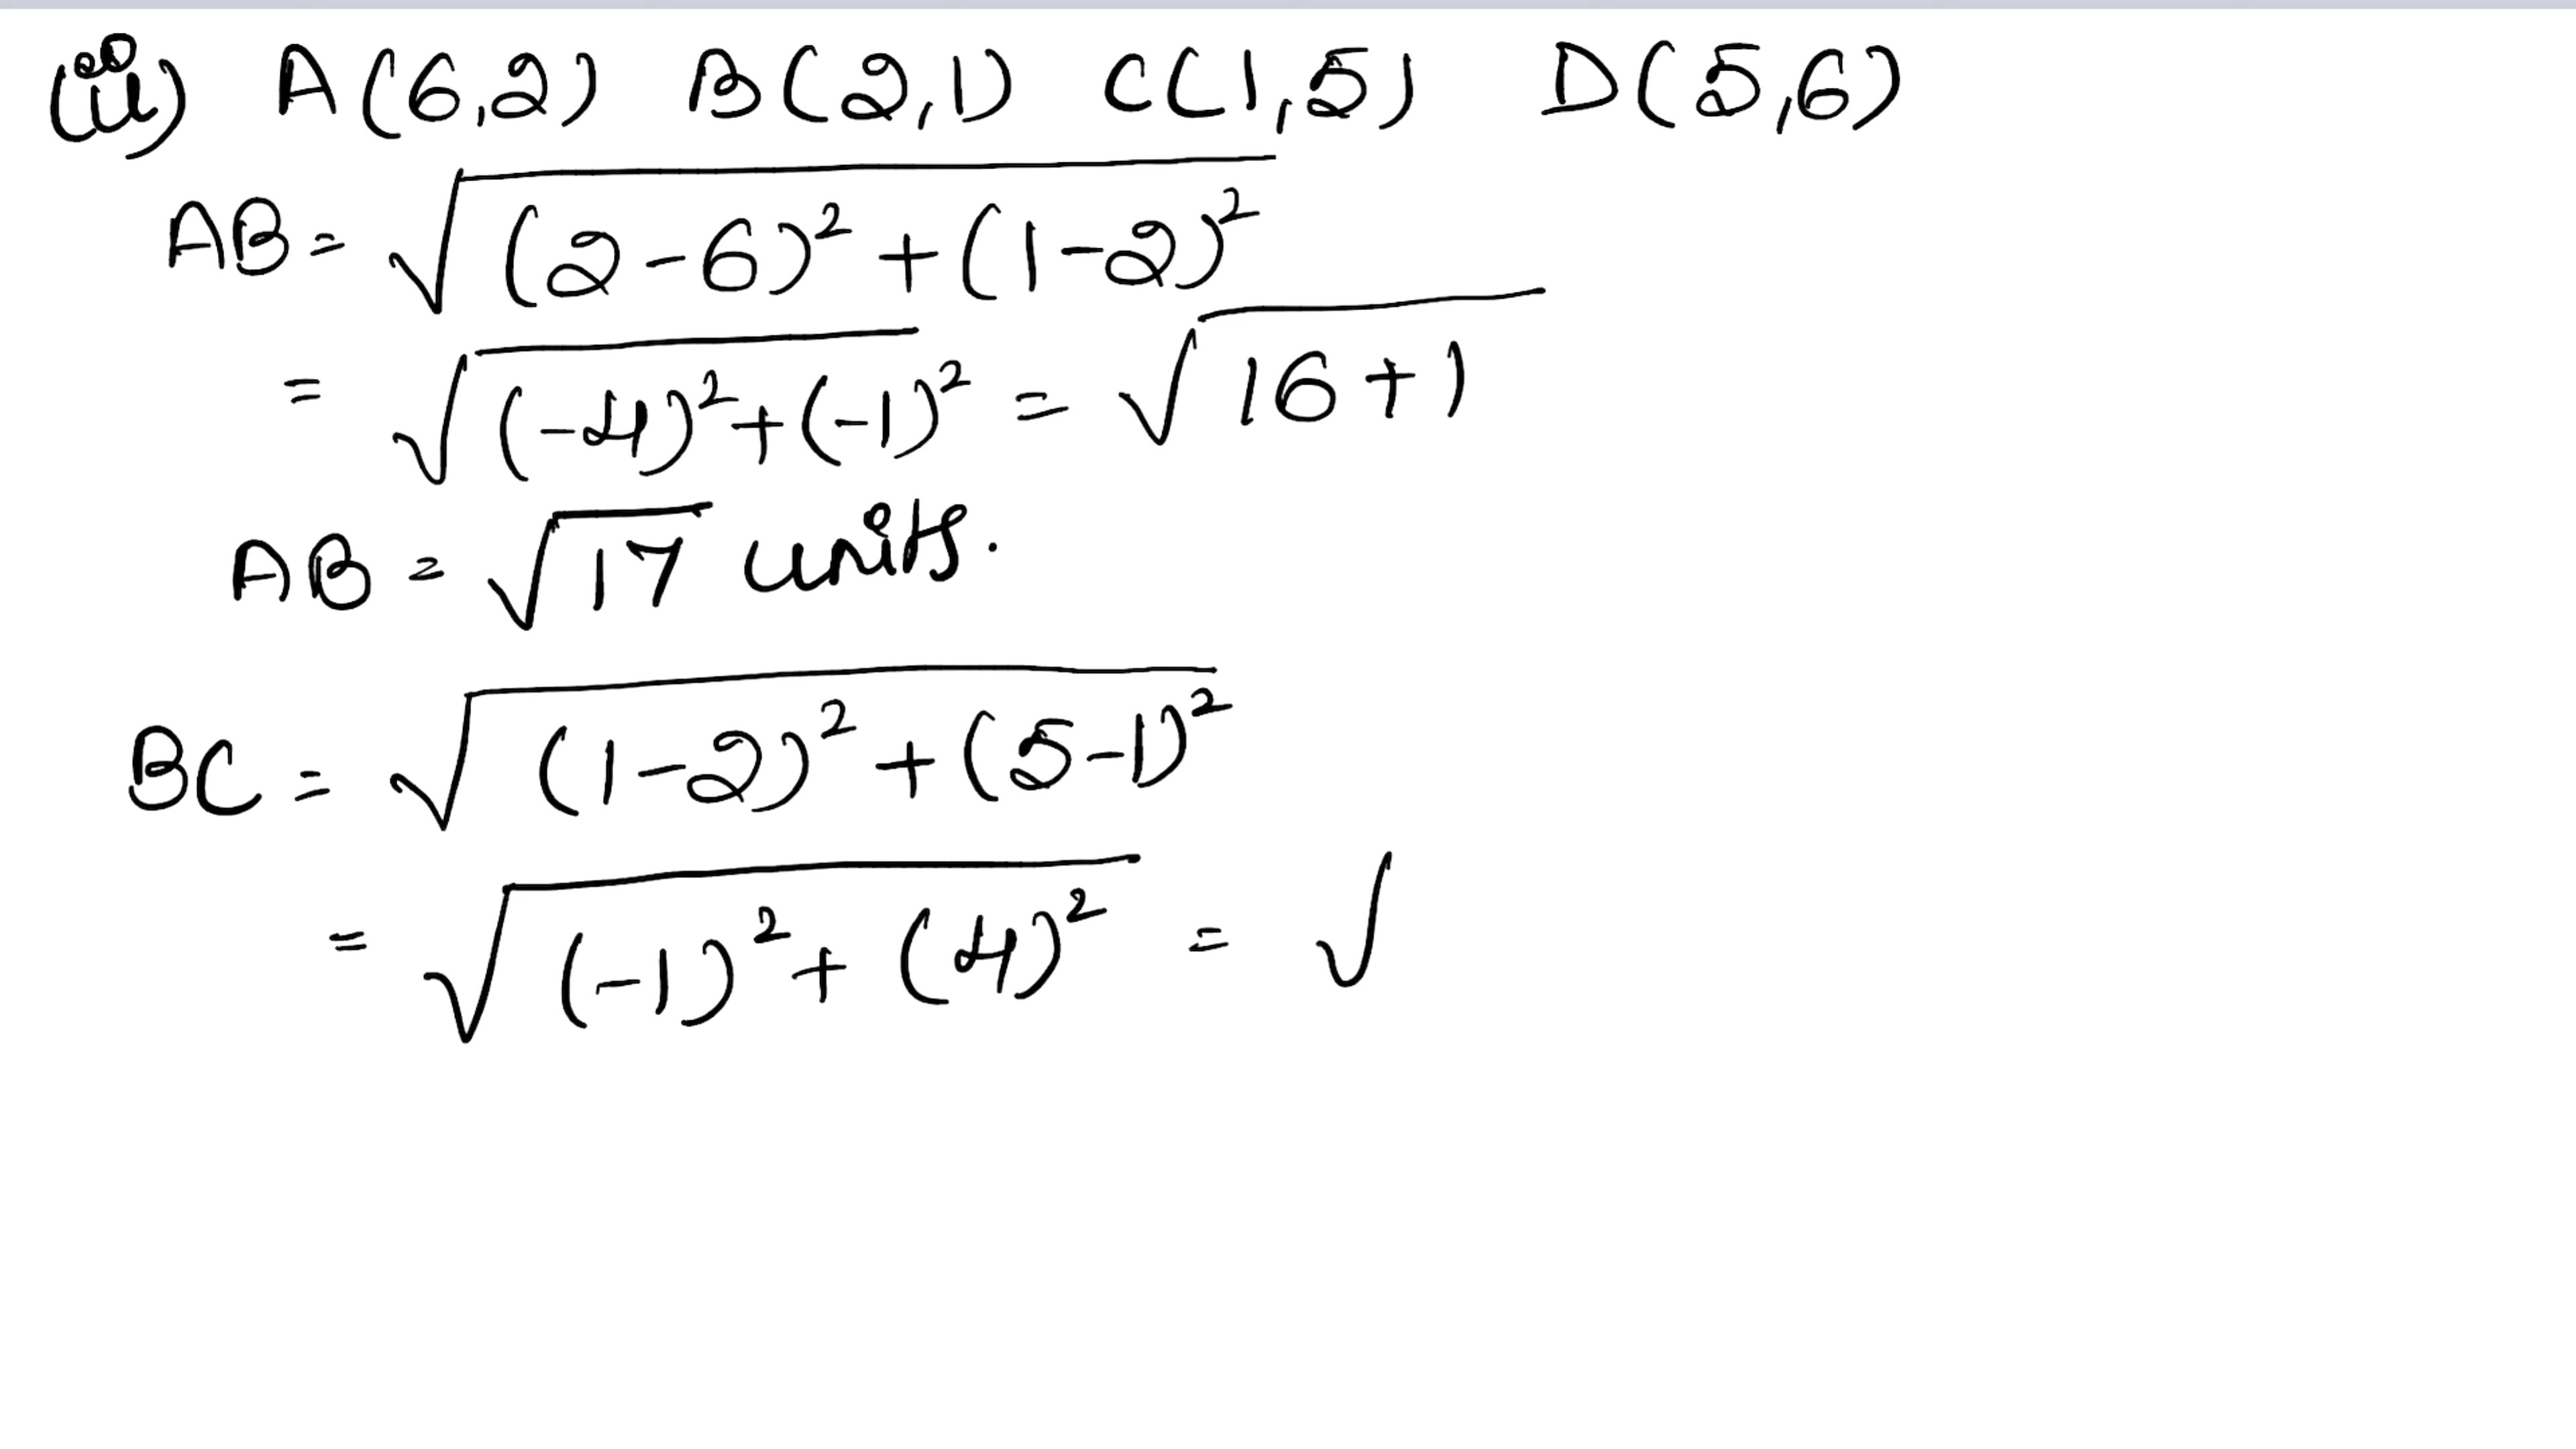 (ii) A(6,2) B(2,1) C(1,5) D(5,6)
AB = √(2-6)² + (1-2)²
= √(-4)² + (-1)² = √16+1
AB = √17 units.
BC = √(1-2)² + (5-1)²
= √(-1)² + (4)² = √